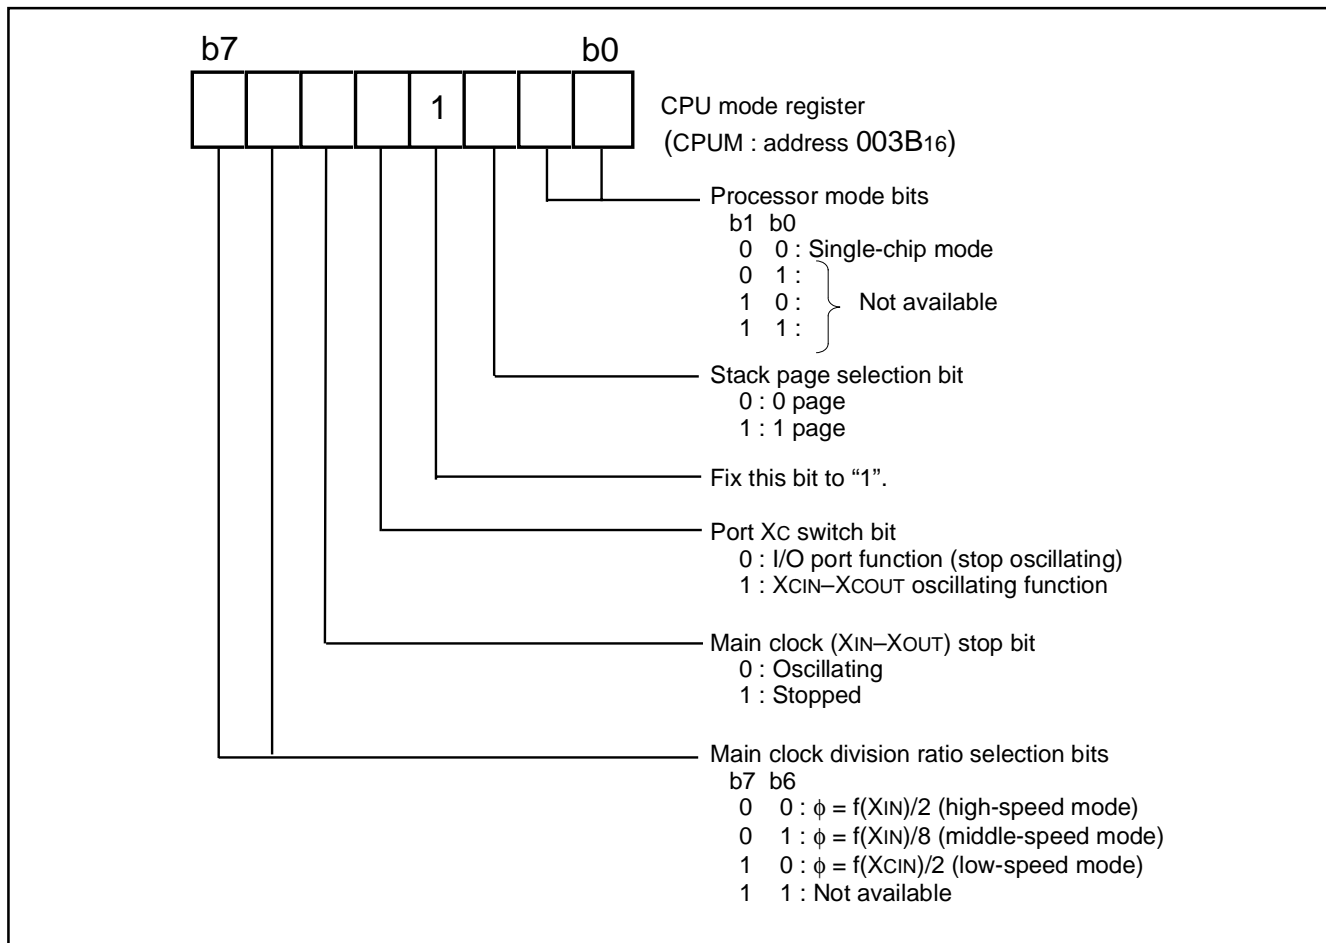 b7 b0
1
CPU mode register
(CPUM : address 003B16)
Processor mode bits
b1 b0
0 0 : Single-chip mode
0 1 :
1 0 : Not available
1 1 :
Stack page selection bit
0 : 0 page
1 : 1 page
Fix this bit to “1”.
Port XC switch bit
0 : I/O port function (stop oscillating)
1 : XCIN–XCOUT oscillating function
Main clock (XIN–XOUT) stop bit
0 : Oscillating
1 : Stopped
Main clock division ratio selection bits
b7 b6
0 0 : ϕ = f(XIN)/2 (high-speed mode)
0 1 : ϕ = f(XIN)/8 (middle-speed mode)
1 0 : ϕ = f(XCIN)/2 (low-speed mode)
1 1 : Not available